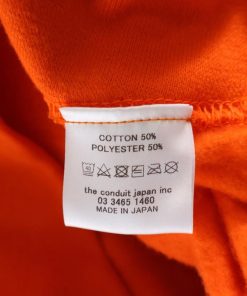 COTTON 50%
POLYESTER 50%
the conduit japan inc
03 3465 1460
MADE IN JAPAN